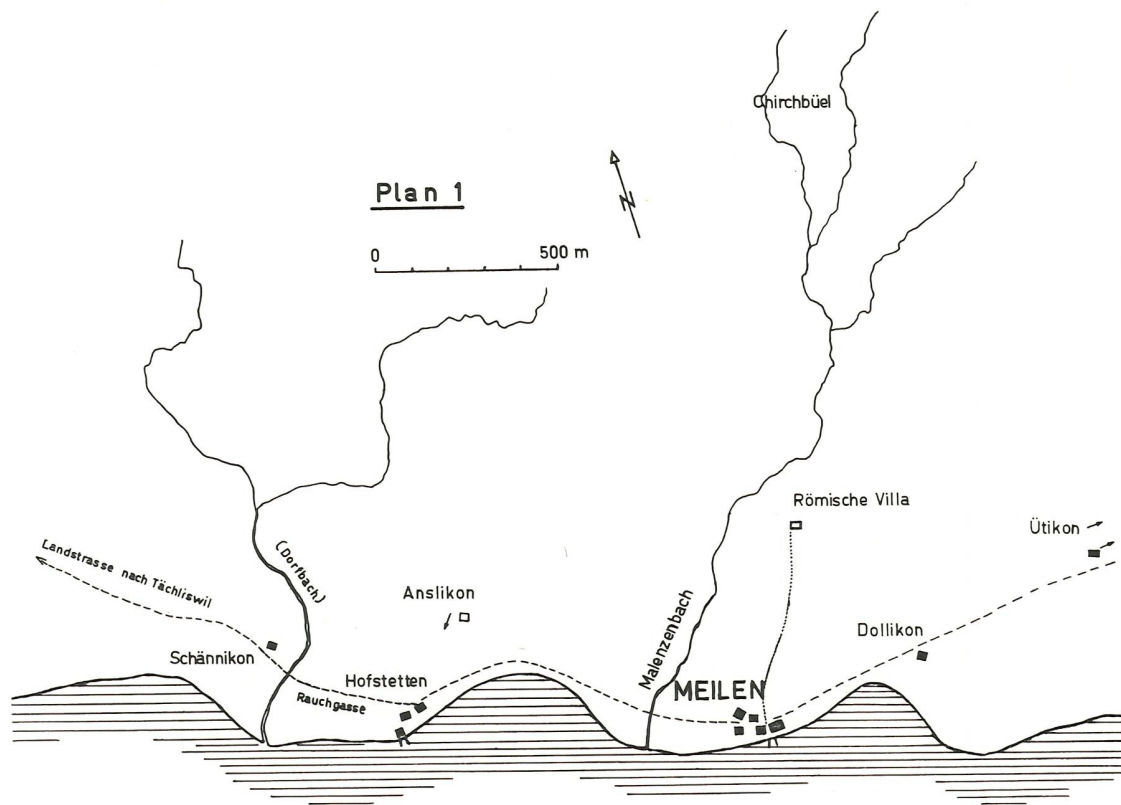 Chirchbüel
Plan 1
N
0 500 m
Römische Villa
Ütikon
Landstrasse nach Tächliswil
(Dorfbach)
Anslikon
Malenzenbach
Dollikon
Schännikon
Hofstetten
MEILEN
Rauchgasse